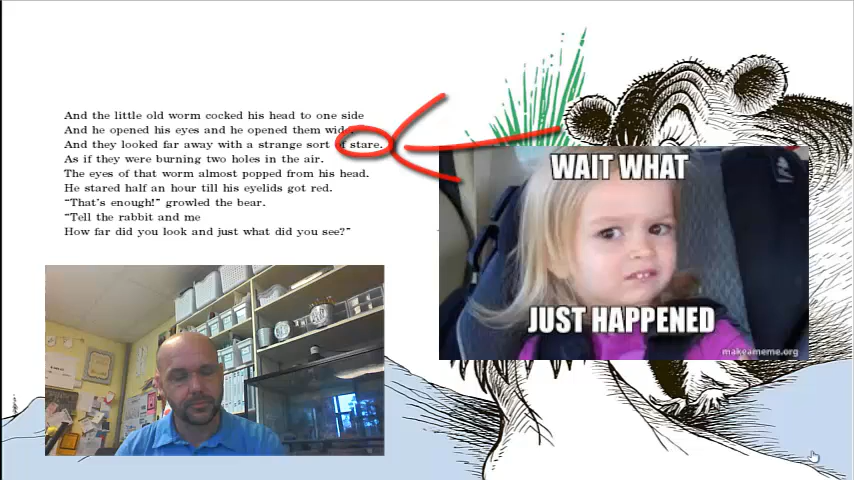 And the little old worm cocked his head to one side
And he opened his eyes and he opened them wide.
And they looked far away with a strange sort of stare.
As if they were burning two holes in the air.
The eyes of that worm almost popped from his head.
He stared half an hour till his eyelids got red.
“That's enough!” growled the bear.
“Tell the rabbit and me
How far did you look and just what did you see?”
WAIT WHAT
JUST HAPPENED
makeameme.org